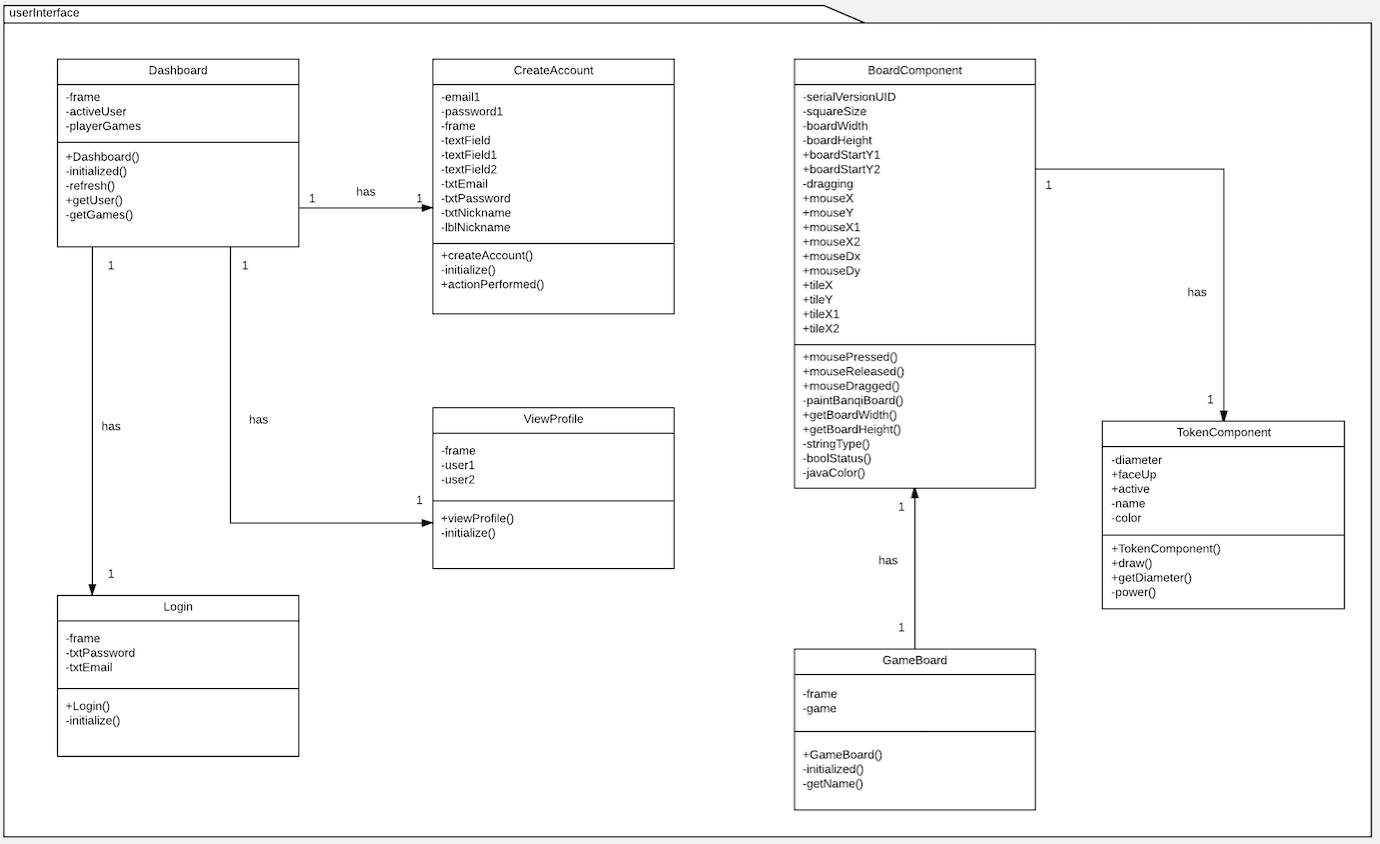 userInterface
Dashboard
-frame
-activeUser
-playerGames
+Dashboard()
-initialized()
-refresh()
+getUser()
-getGames()
1
has
1
CreateAccount
-email1
-password1
-frame
-textField
-textField1
-textField2
-txtEmail
-txtPassword
-txtNickname
-lblNickname
+createAccount()
-initialize()
+actionPerformed()
1
has
1
1
has
1
ViewProfile
-frame
-user1
-user2
+viewProfile()
-initialize()
Login
-frame
-txtPassword
-txtEmail
+Login()
-initialize()
BoardComponent
-serialVersionUID
-squareSize
-boardWidth
-boardHeight
+boardStartY1
+boardStartY2
-dragging
+mouseX
+mouseY
+mouseX1
+mouseX2
+mouseDx
+mouseDy
+tileX
+tileY
+tileX1
+tileX2
+mousePressed()
+mouseReleased()
+mouseDragged()
-paintBanqiBoard()
+getBoardWidth()
+getBoardHeight()
-stringType()
-boolStatus()
-javaColor()
1
has
1
TokenComponent
-diameter
+faceUp
+active
-name
-color
+TokenComponent()
+draw()
+getDiameter()
-power()
1
has
1
GameBoard
-frame
-game
+GameBoard()
-initialized()
-getName()